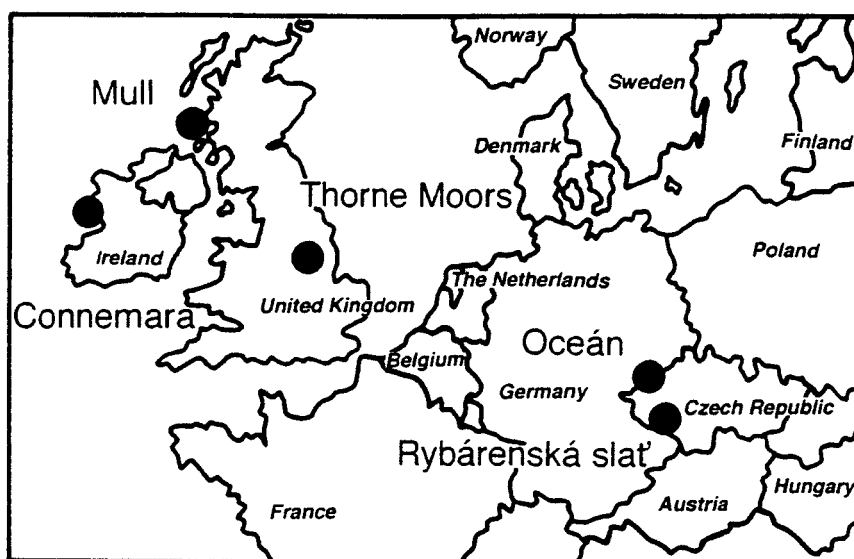 Norway
Mull
Sweden
Denmark
Finland
Thorne Moors
Ireland
Poland
The Netherlands
Connemara
United Kingdom
Oceán
Belgium
Germany
Czech Republic
Rybárenská slať
France
Austria
Hungary